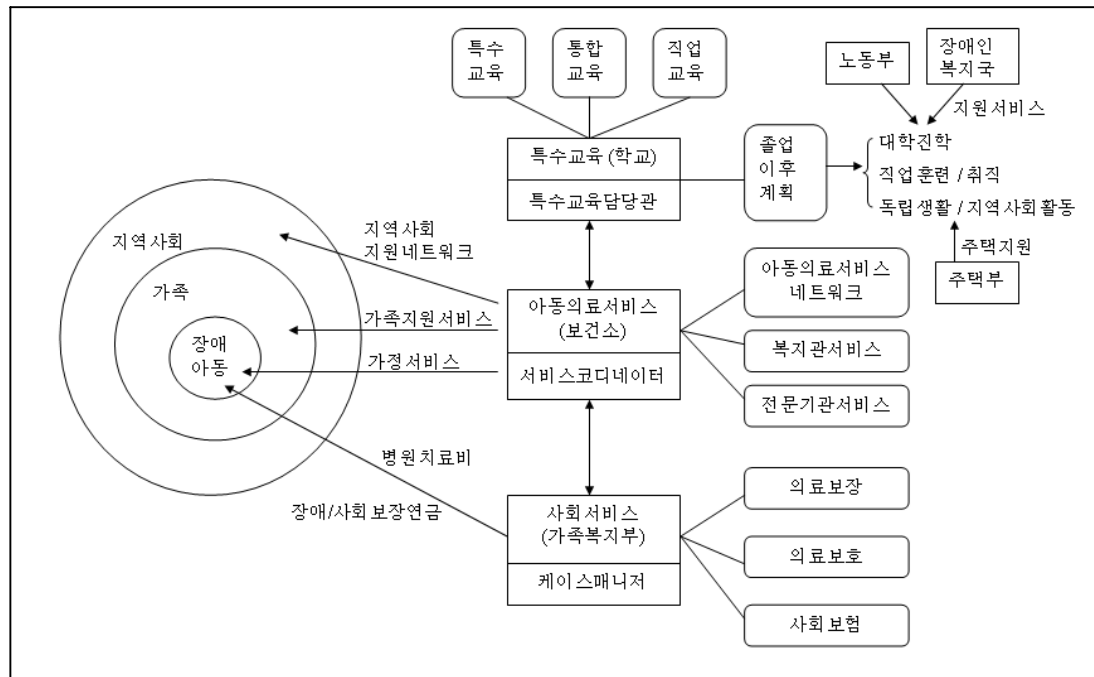 특수
교육
통합
교육
직업
교육
노동부
장애인
복지국
지원서비스
특수교육 (학교)
특수교육담당관
졸업
이후
계획
대학진학
직업훈련 / 취직
독립생활 / 지역사회활동
주택지원
주택부
지역사회
가족
장애
아동
지역사회
지원네트워크
가족지원서비스
가정서비스
아동의료서비스
(보건소)
서비스코디네이터
아동의료서비스
네트워크
복지관서비스
전문기관서비스
병원치료비
장애/사회보장연금
사회서비스
(가족복지부)
케이스매니저
의료보장
의료보호
사회보험